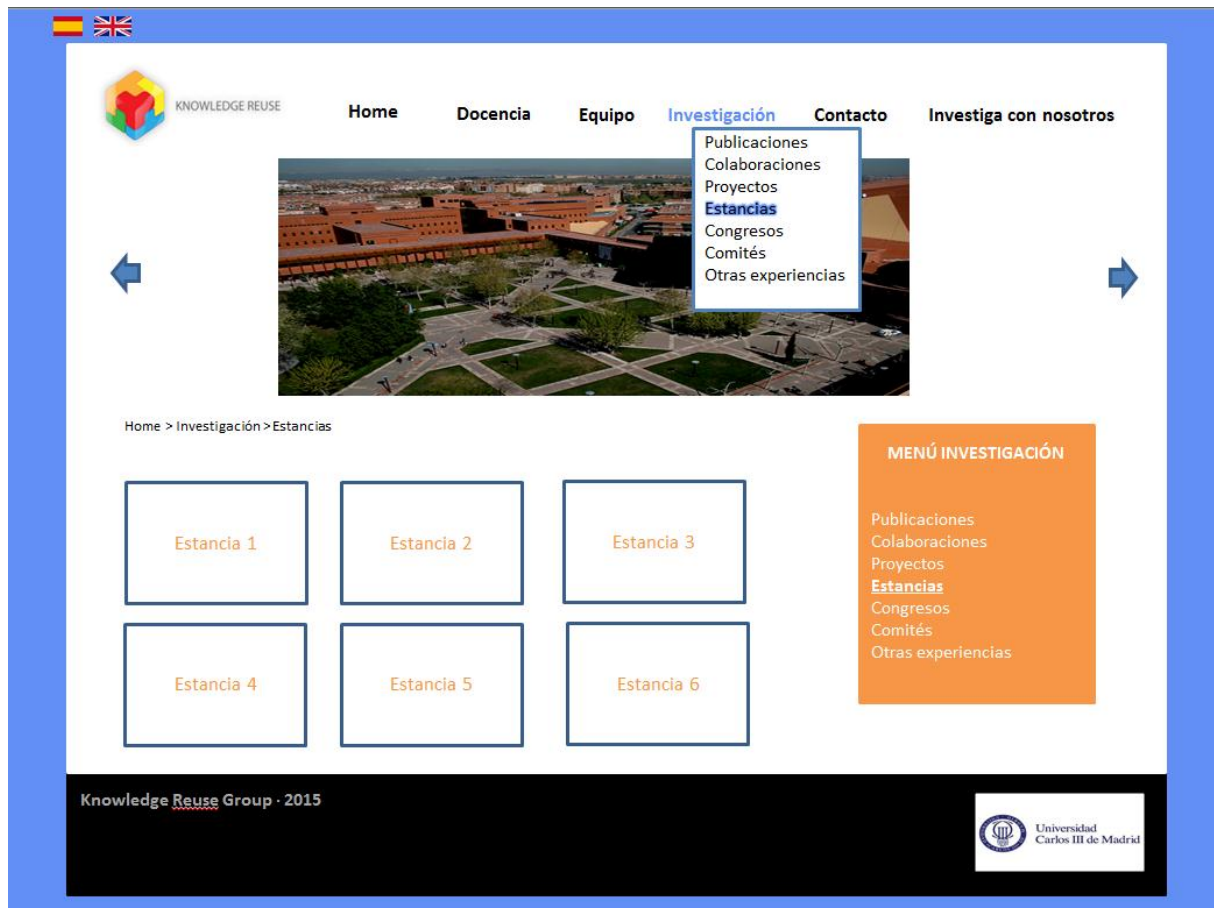 KNOWLEDGE REUSE
Home Docencia Equipo Investigación Contacto Investiga con nosotros
Publicaciones
Colaboraciones
Proyectos
Estancias
Congresos
Comités
Otras experiencias
Home > Investigación > Estancias
Estancia 1 Estancia 2 Estancia 3
Estancia 4 Estancia 5 Estancia 6
MENÚ INVESTIGACIÓN
Publicaciones
Colaboraciones
Proyectos
Estancias
Congresos
Comités
Otras experiencias
Knowledge Reuse Group · 2015
Universidad
Carlos III de Madrid